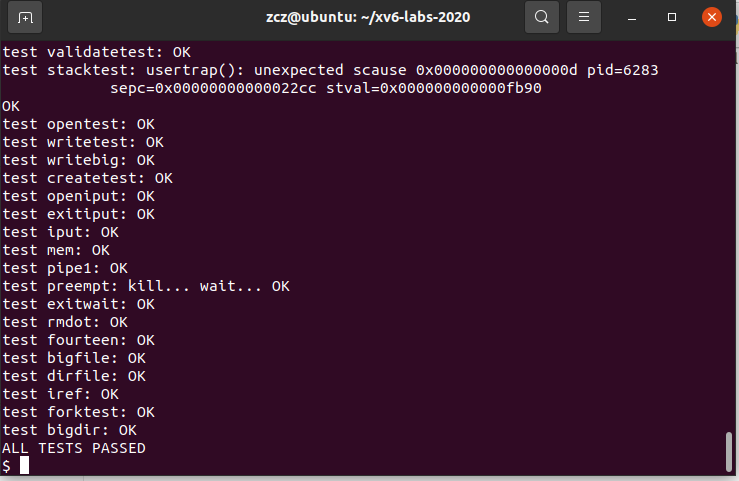 zcz@ubuntu: ~/xv6-labs-2020
test validatetest: OK
test stacktest: usertrap(): unexpected scause 0x000000000000000d pid=6283
            sepc=0x00000000000022cc stval=0x000000000000fb90
OK
test opentest: OK
test writetest: OK
test writebig: OK
test createtest: OK
test openiput: OK
test exitiput: OK
test iput: OK
test mem: OK
test pipe1: OK
test preempt: kill... wait... OK
test exitwait: OK
test rmdot: OK
test fourteen: OK
test bigfile: OK
test dirfile: OK
test iref: OK
test forktest: OK
test bigdir: OK
ALL TESTS PASSED
$